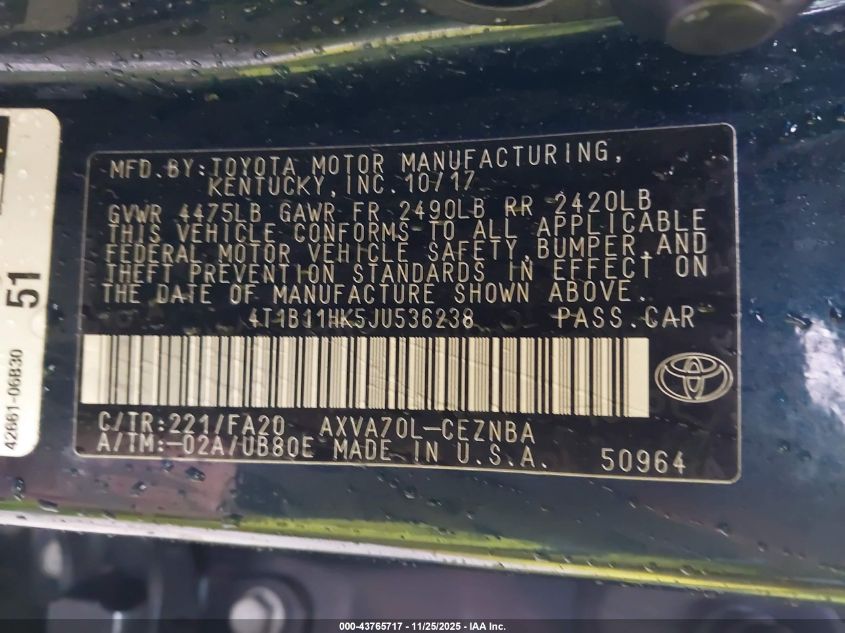 MFD.BY:TOYOTA MOTOR MANUFACTURING,
KENTUCKY, INC. 10/17
GVWR 4475LB GAWR FR 2490LB RR 2420LB
THIS VEHICLE CONFORMS TO ALL APPLICABLE
FEDERAL MOTOR VEHICLE SAFETY, BUMPER, AND
THEFT PREVENTION STANDARDS IN EFFECT ON
THE DATE OF MANUFACTURE SHOWN ABOVE.
4T1B11HK5JU536238 PASS.CAR
C/TR:221/FA20 AXVA70L-CEZNBA
A/TM:-02A/UB80E MADE IN U.S.A. 50964
51
42661-06B30
000-43765717 - 11/25/2025 - IAA Inc.